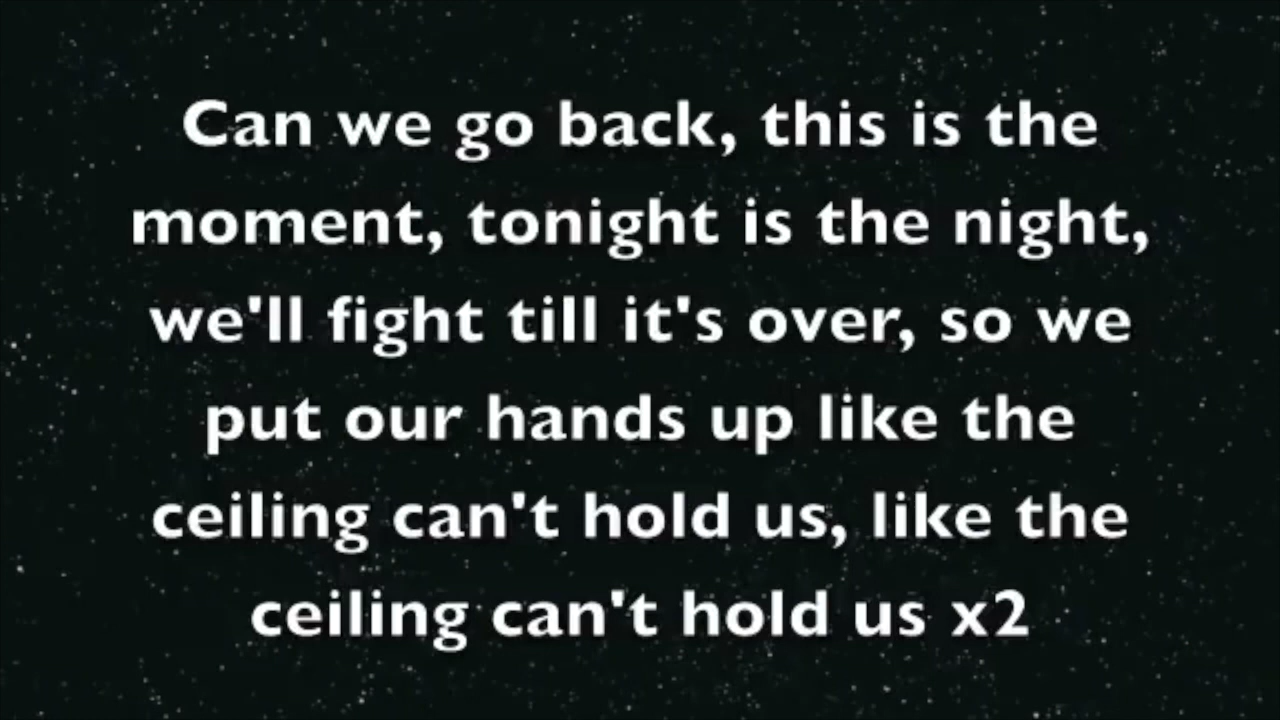 Can we go back, this is the
moment, tonight is the night,
we'll fight till it's over, so we
put our hands up like the
ceiling can't hold us, like the
ceiling can't hold us x2